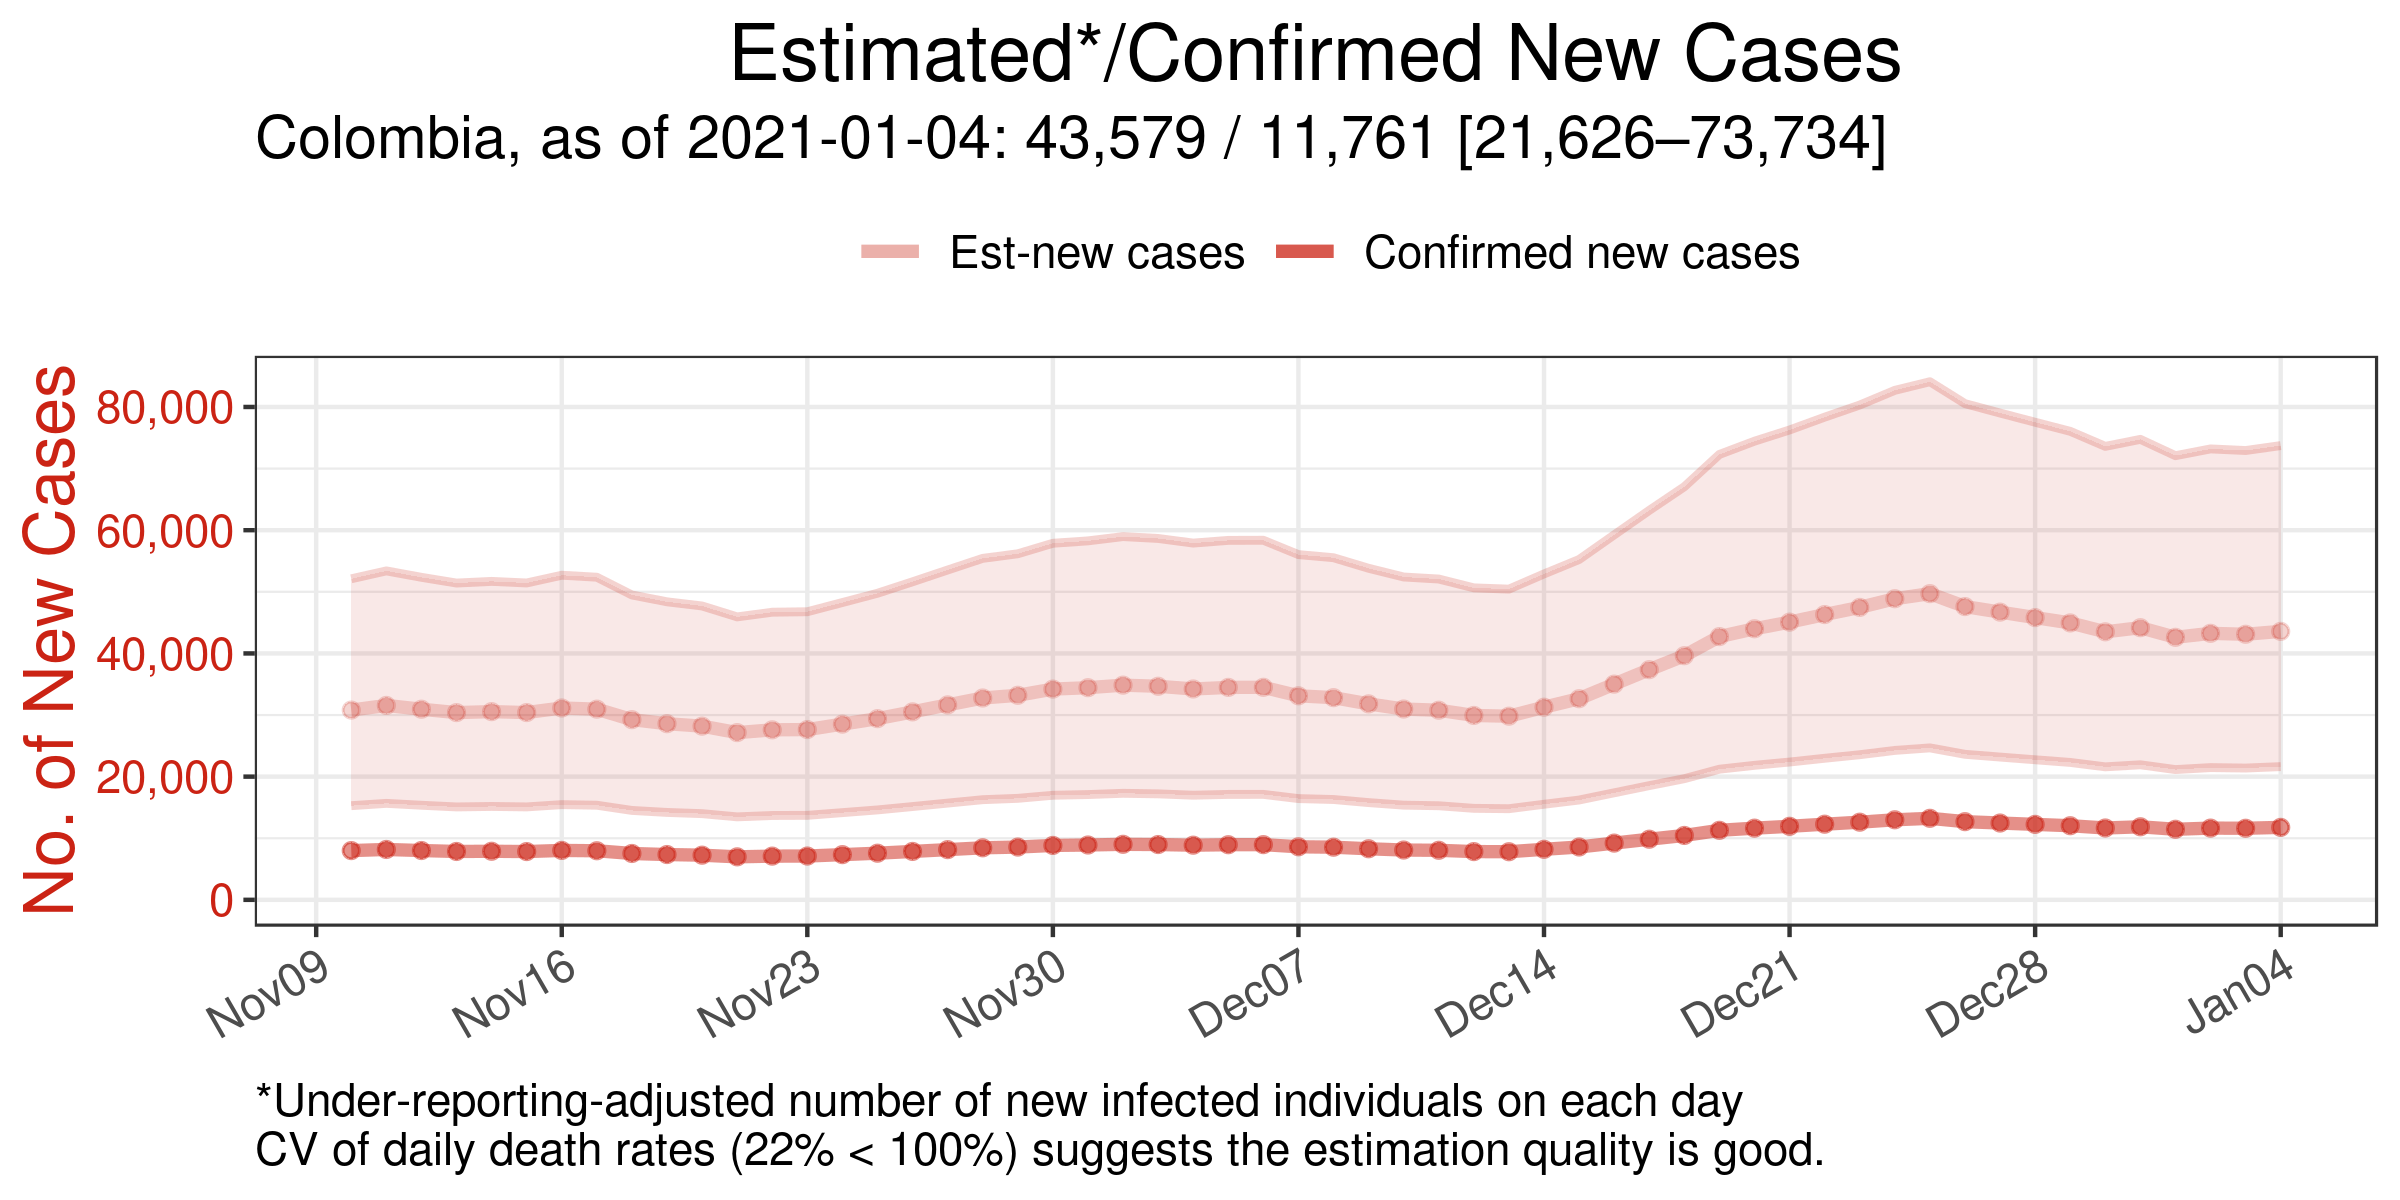 Estimated*/Confirmed New Cases
Colombia, as of 2021-01-04: 43,579 / 11,761 [21,626–73,734]
Est-new cases
Confirmed new cases
No. of New Cases
80,000
60,000
40,000
20,000
0
Nov09
Nov16
Nov23
Nov30
Dec07
Dec14
Dec21
Dec28
Jan04
*Under-reporting-adjusted number of new infected individuals on each day
CV of daily death rates (22% < 100%) suggests the estimation quality is good.